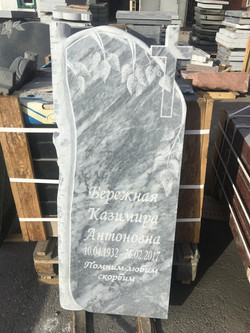 Бережная
Казимира
Антоновна
10.04.1932 - 26.02.2017
Помним любим
скорбим